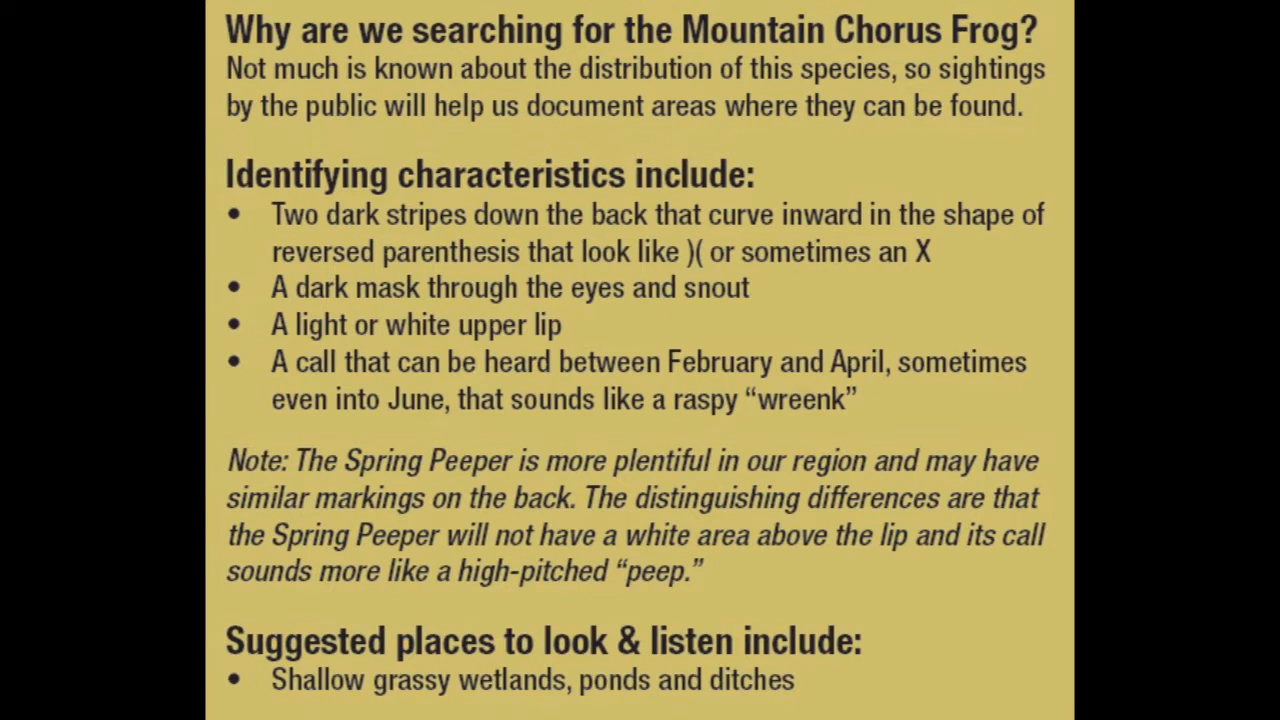 Why are we searching for the Mountain Chorus Frog?
Not much is known about the distribution of this species, so sightings
by the public will help us document areas where they can be found.
Identifying characteristics include:
• Two dark stripes down the back that curve inward in the shape of
reversed parenthesis that look like )( or sometimes an X
• A dark mask through the eyes and snout
• A light or white upper lip
• A call that can be heard between February and April, sometimes
even into June, that sounds like a raspy “wreenk”
Note: The Spring Peeper is more plentiful in our region and may have
similar markings on the back. The distinguishing differences are that
the Spring Peeper will not have a white area above the lip and its call
sounds more like a high-pitched “peep.”
Suggested places to look & listen include:
• Shallow grassy wetlands, ponds and ditches